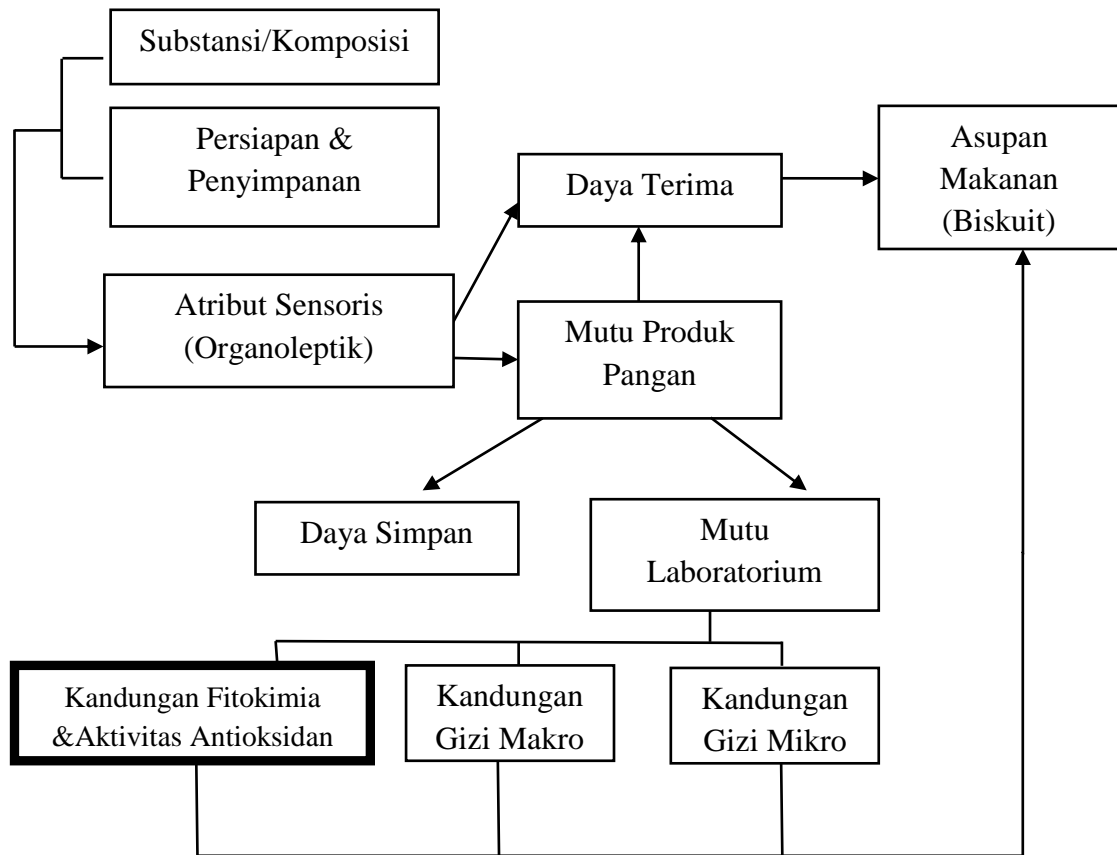 Substansi/Komposisi
Persiapan &
Penyimpanan
Daya Terima
Asupan
Makanan
(Biskuit)
Atribut Sensoris
(Organoleptik)
Mutu Produk
Pangan
Daya Simpan
Mutu
Laboratorium
Kandungan Fitokimia
&Aktivitas Antioksidan
Kandungan
Gizi Makro
Kandungan
Gizi Mikro